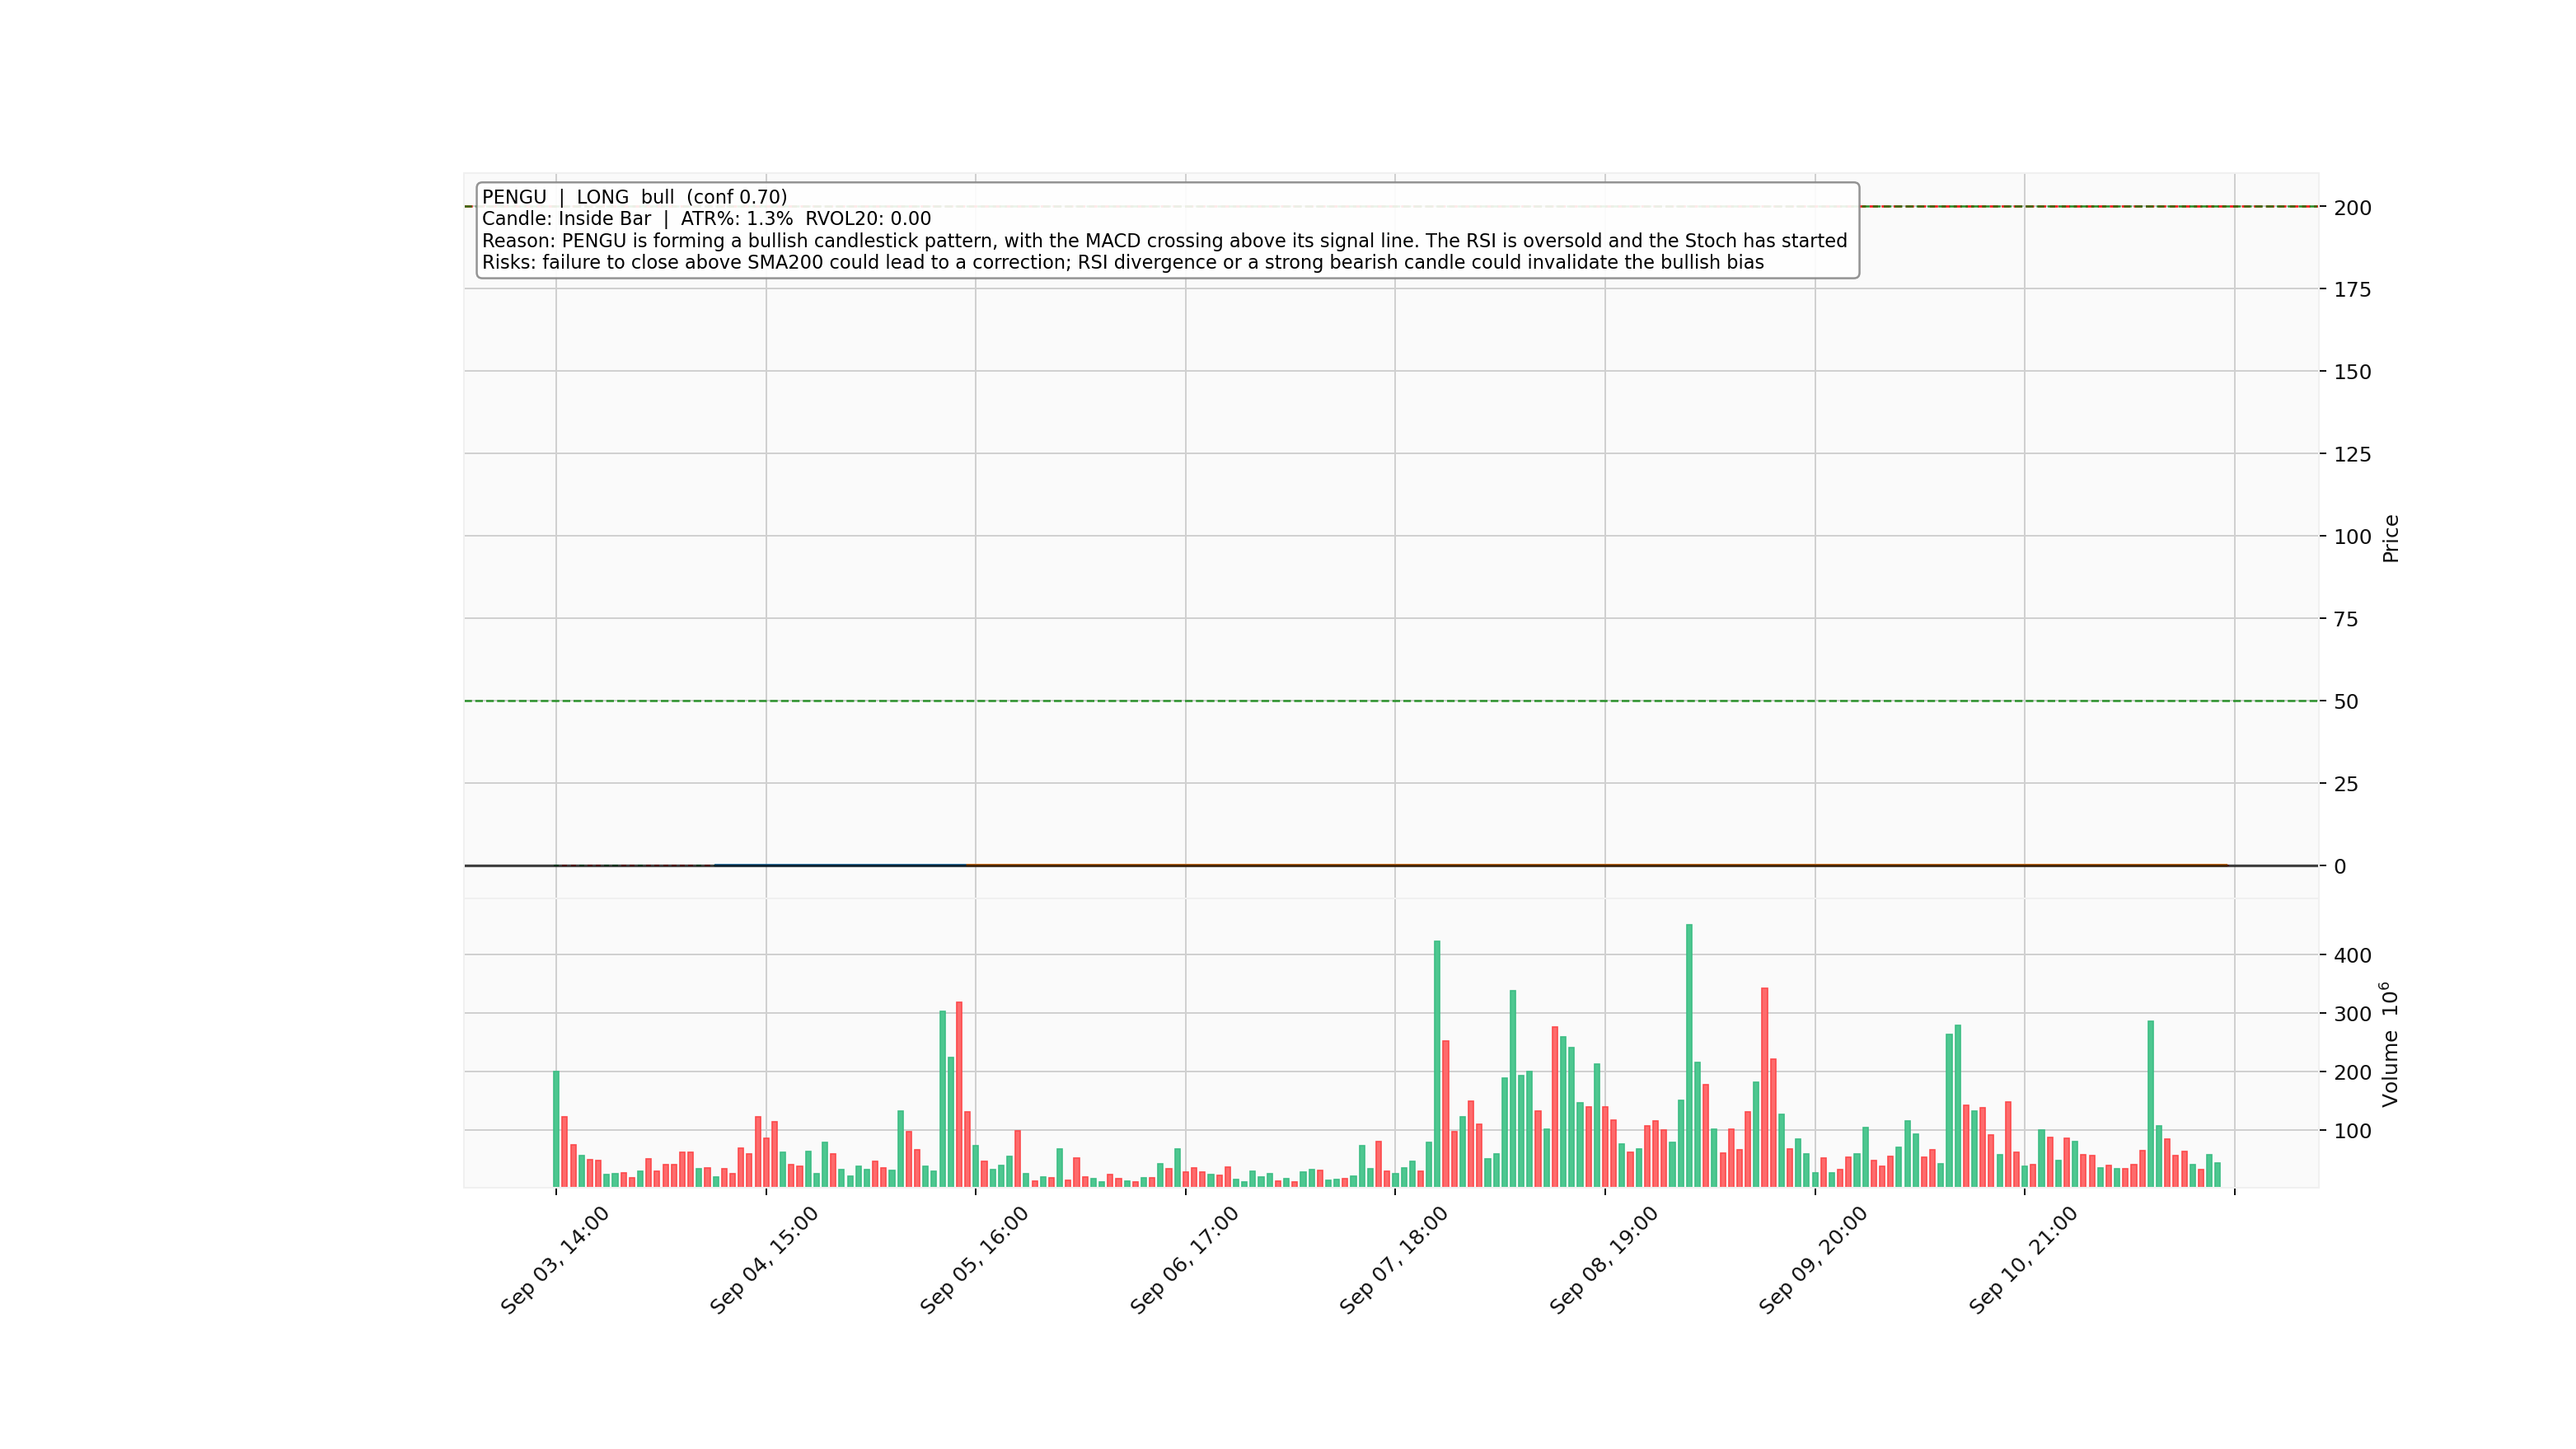 PENGU | LONG bull (conf 0.70)
Candle: Inside Bar | ATR%: 1.3% RVOL20: 0.00
Reason: PENGU is forming a bullish candlestick pattern, with the MACD crossing above its signal line. The RSI is oversold and the Stoch has started
Risks: failure to close above SMA200 could lead to a correction; RSI divergence or a strong bearish candle could invalidate the bullish bias
200
175
150
125
100
75
50
25
0
Price
400
300
200
100
Volume 10^6
Sep 03, 14:00
Sep 04, 15:00
Sep 05, 16:00
Sep 06, 17:00
Sep 07, 18:00
Sep 08, 19:00
Sep 09, 20:00
Sep 10, 21:00